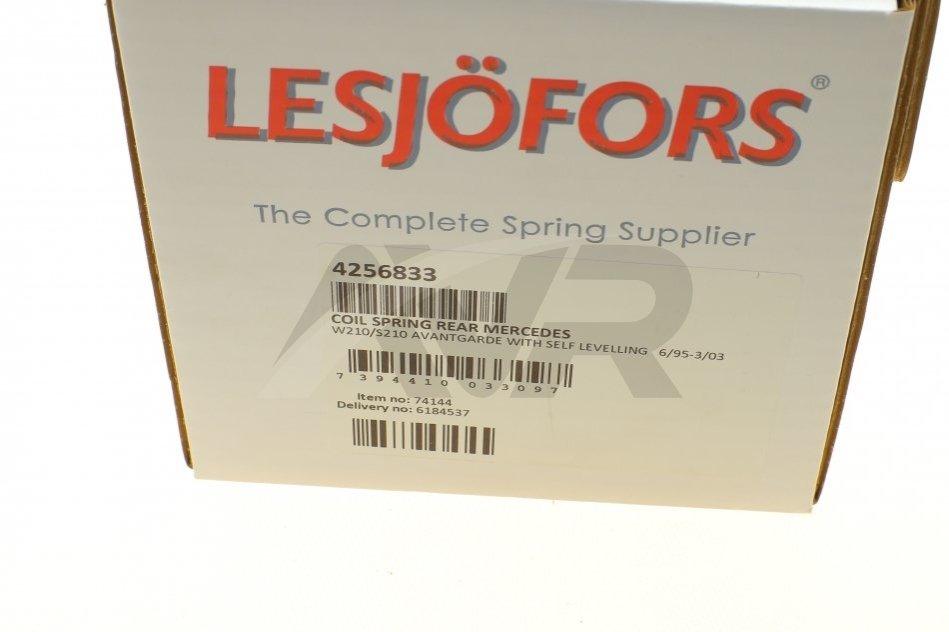 LESJÖFORS®
The Complete Spring Supplier
4256833
COIL SPRING REAR MERCEDES
W210/S210 AVANTGARDE WITH SELF LEVELLING 6/95-3/03
7 394410 033097
Item no: 74144
Delivery no: 6184537